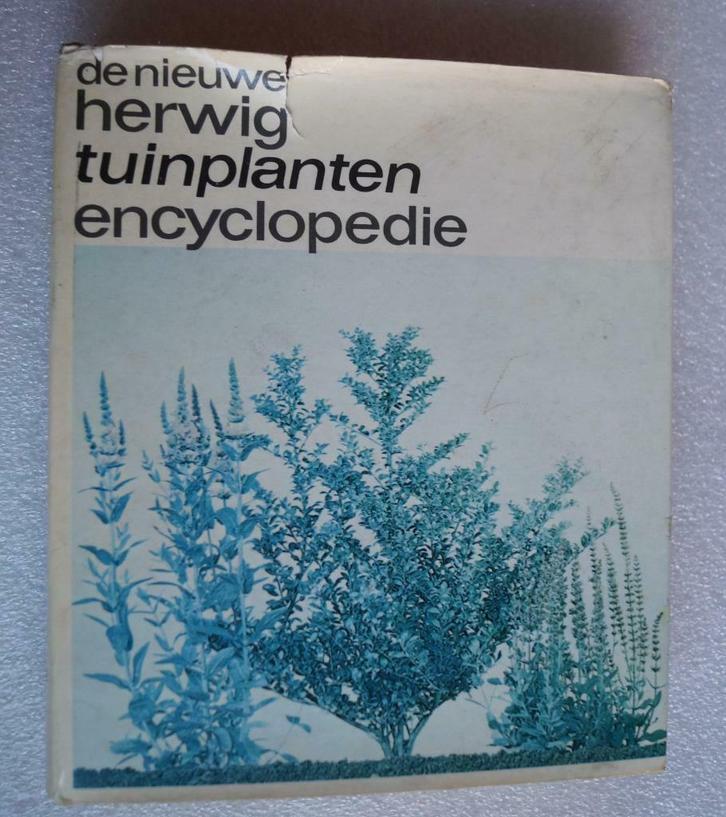 de nieuwe
herwig
tuinplanten
encyclopedie